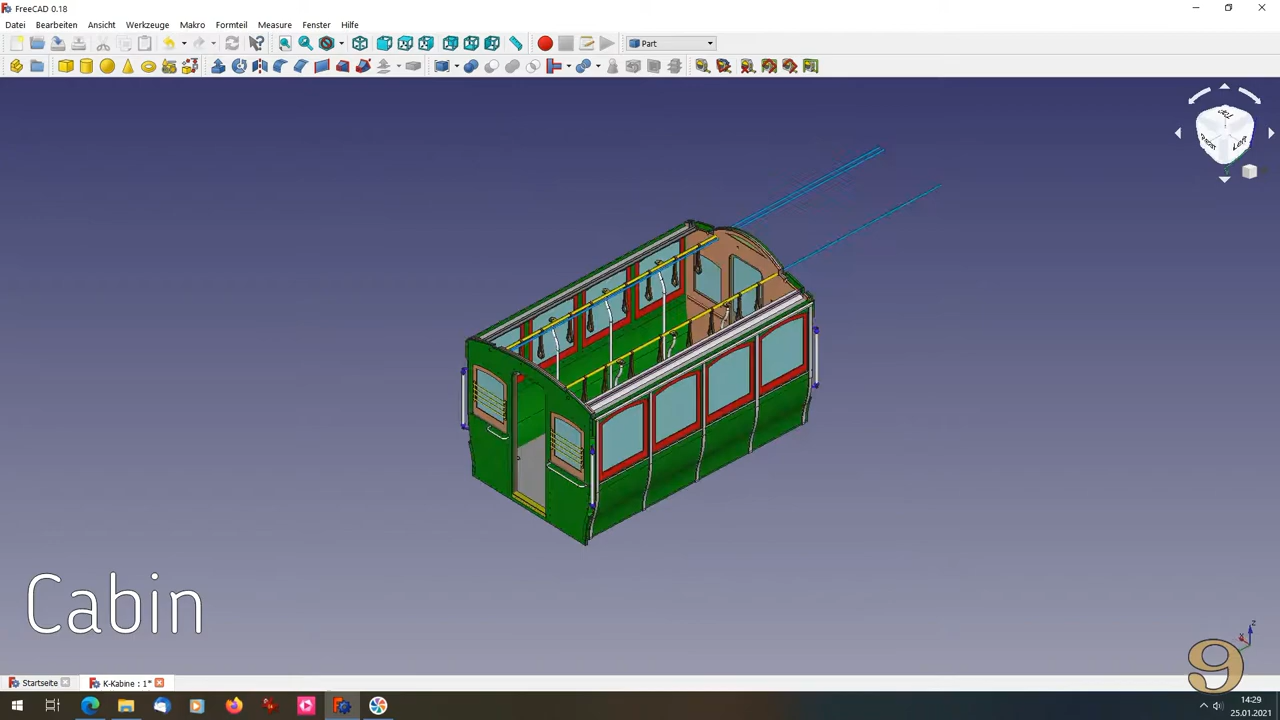 FreeCAD 0.18
Datei Bearbeiten Ansicht Werkzeuge Makro Formteil Measure Fenster Hilfe
Part
Left
Cabin
9
Startseite K-Kabine : 1*
14:29
25.01.2021